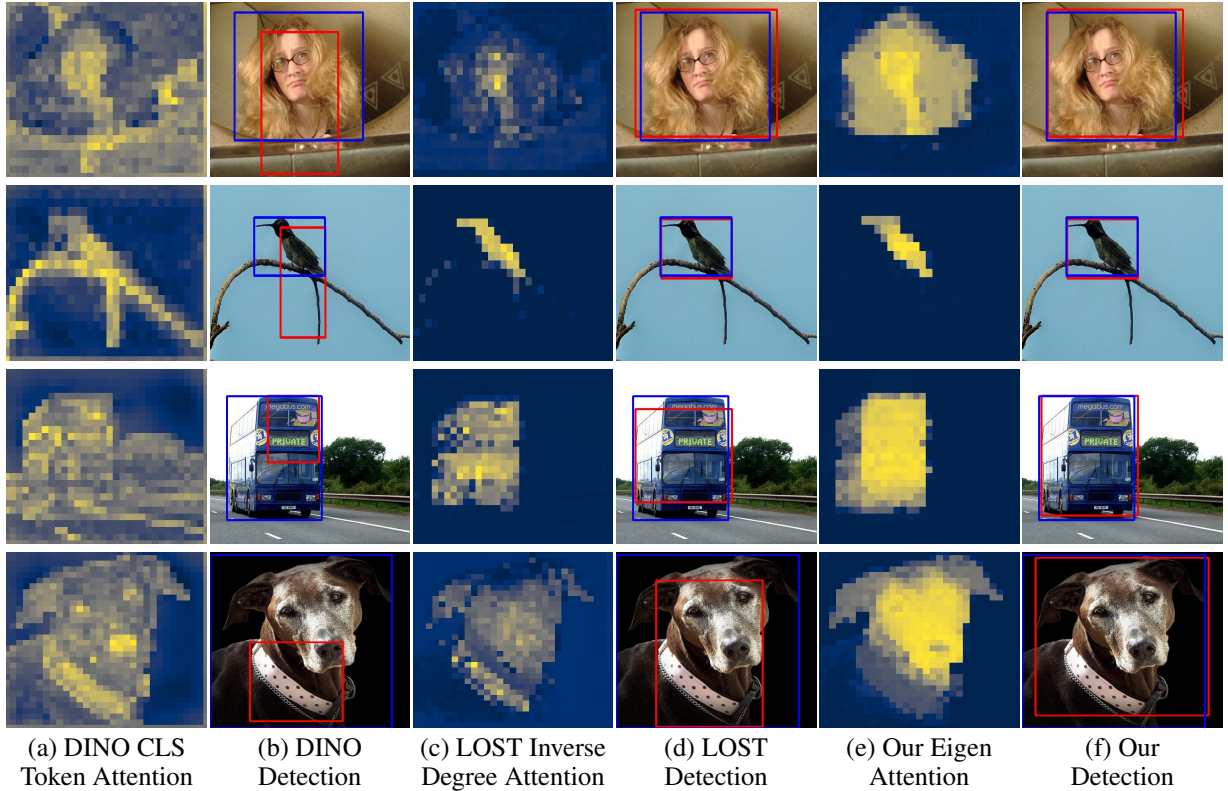 megabus.com
PRIVATE
megabus.com
PRIVATE
megabus.com
PRIVATE
(a) DINO CLS
Token Attention
(b) DINO
Detection
(c) LOST Inverse
Degree Attention
(d) LOST
Detection
(e) Our Eigen
Attention
(f) Our
Detection